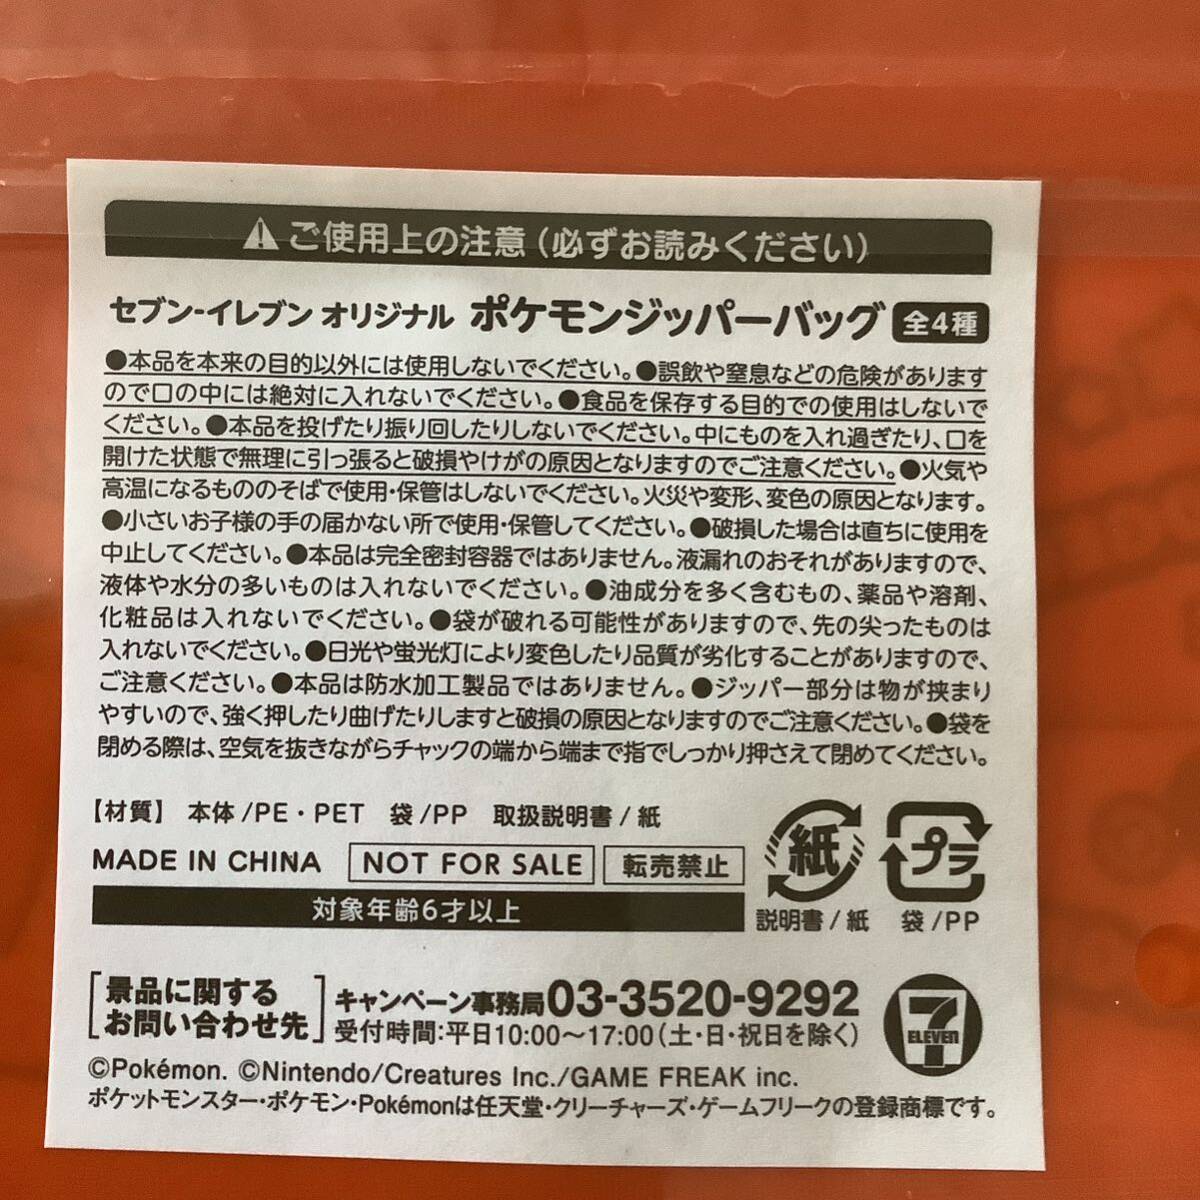 ⚠ご使用上の注意(必ずお読みください)
セブン-イレブン オリジナル ポケモンジッパーバッグ 全4種
●本品を本来の目的以外には使用しないでください。●誤飲や窒息などの危険があります
ので口の中には絶対に入れないでください。●食品を保存する目的での使用はしないで
ください。●本品を投げたり振り回したりしないでください。中にものを入れ過ぎたり、口を
開けた状態で無理に引っ張ると破損やけがの原因となりますのでご注意ください。●火気や
高温になるもののそばで使用・保管はしないでください。火災や変形、変色の原因となります。
●小さいお子様の手の届かない所で使用・保管してください。●破損した場合は直ちに使用を
中止してください。●本品は完全密封容器ではありません。液漏れのおそれがありますので、
液体や水分の多いものは入れないでください。●油成分を多く含むもの、薬品や溶剤、
化粧品は入れないでください。●袋が破れる可能性がありますので、先の尖ったものは
入れないでください。●日光や蛍光灯により変色したり品質が劣化することがありますので、
ご注意ください。●本品は防水加工製品ではありません。●ジッパー部分は物が挟まり
やすいので、強く押したり曲げたりしますと破損の原因となりますのでご注意ください。●袋を
閉める際は、空気を抜きながらチャックの端から端まで指でしっかり押さえて閉めてください。
【材質】 本体/PE・PET 袋/PP 取扱説明書/紙
MADE IN CHINA NOT FOR SALE 転売禁止
対象年齢6才以上
紙
説明書/紙
プラ
袋/PP
景品に関する
お問い合わせ先
キャンペーン事務局03-3520-9292
受付時間:平日10:00〜17:00(土・日・祝日を除く)
7
ELEVEN
©Pokémon. ©Nintendo/Creatures Inc./GAME FREAK inc.
ポケットモンスター・ポケモン・Pokémonは任天堂・クリーチャーズ・ゲームフリークの登録商標です。